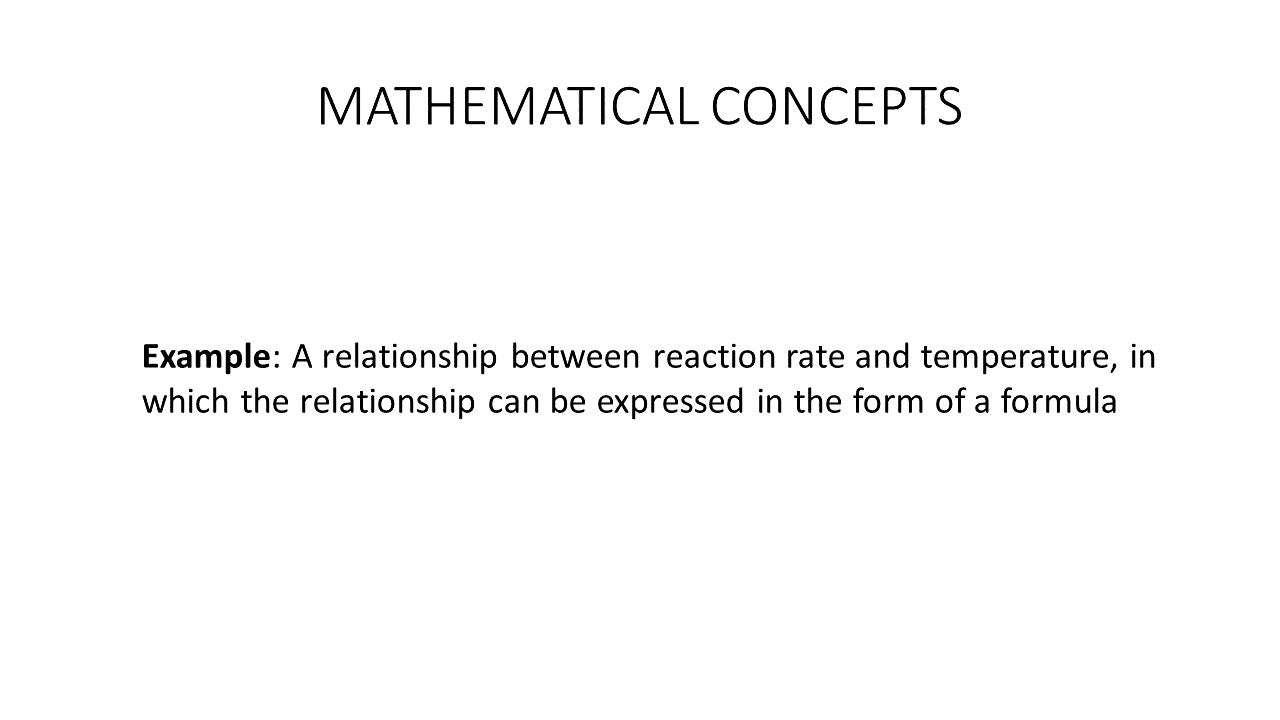 MATHEMATICAL CONCEPTS
Example: A relationship between reaction rate and temperature, in
which the relationship can be expressed in the form of a formula